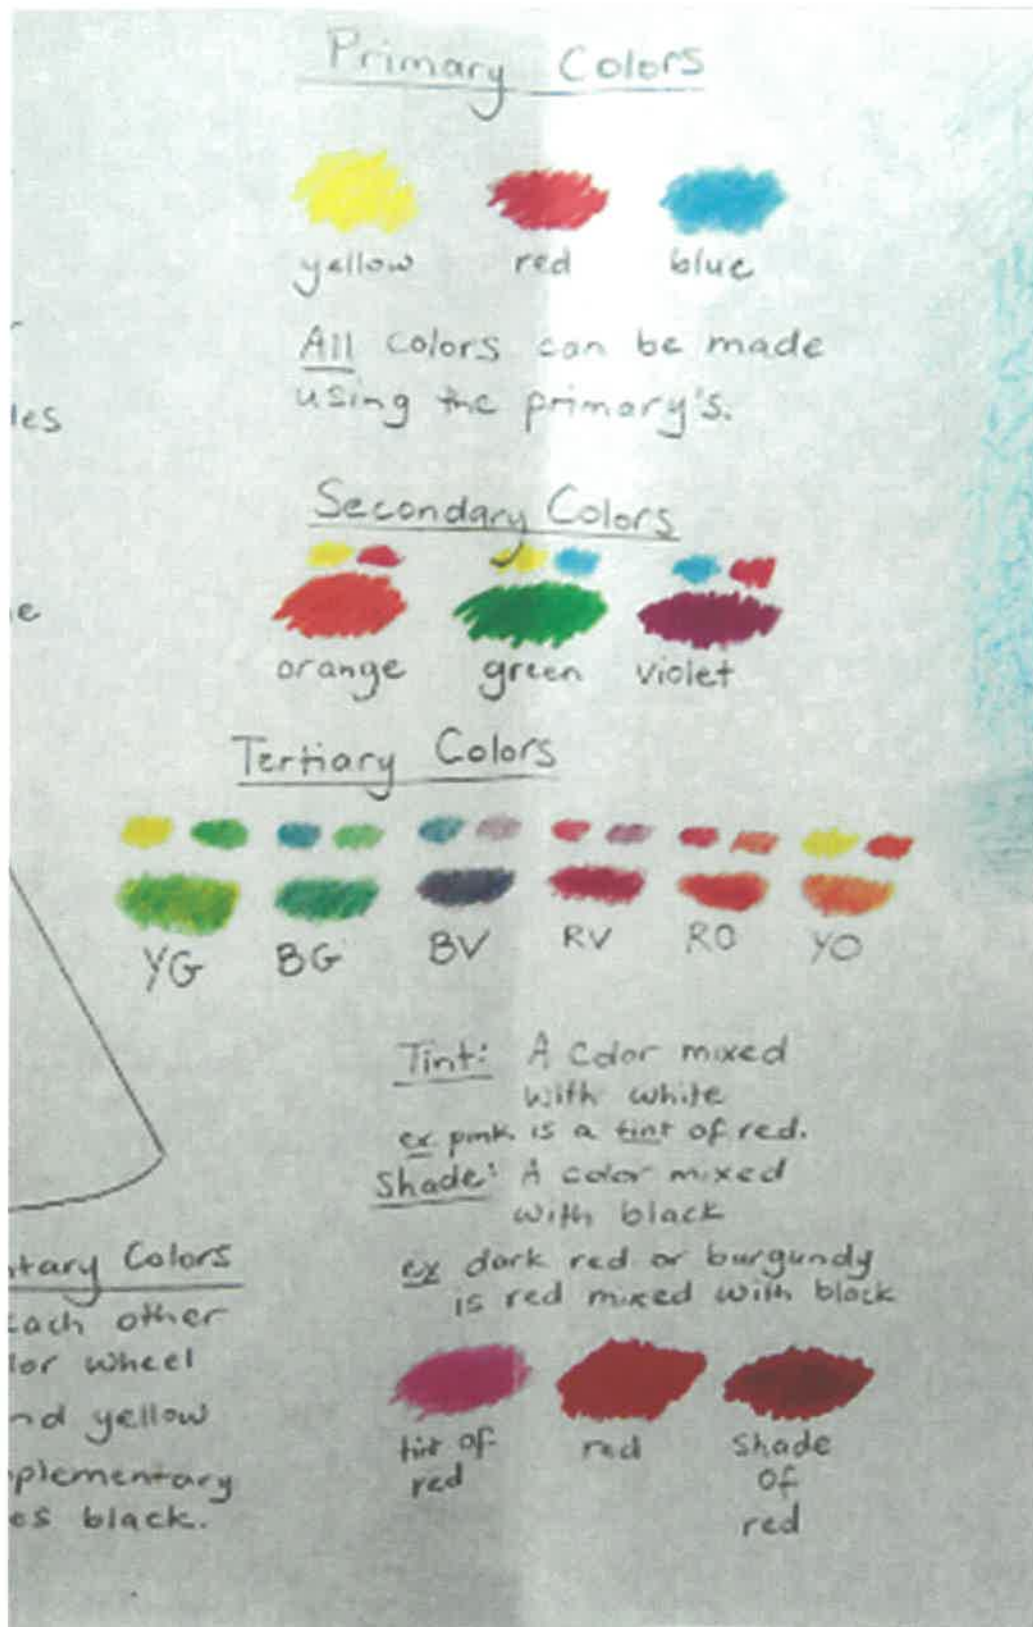 Primary Colors
yellow red blue
All colors can be made
using the primary's.
les
Secondary Colors
e
orange green violet
Tertiary Colors
YG BG BV RV RO YO
Tint: A Color mixed
with white
ex pink is a tint of red.
Shade: A color mixed
with black
ex dark red or burgundy
is red mixed with black
tint of
red
red
Shade
of
red
tary Colors
each other
lor wheel
nd yellow
plementary
es black.